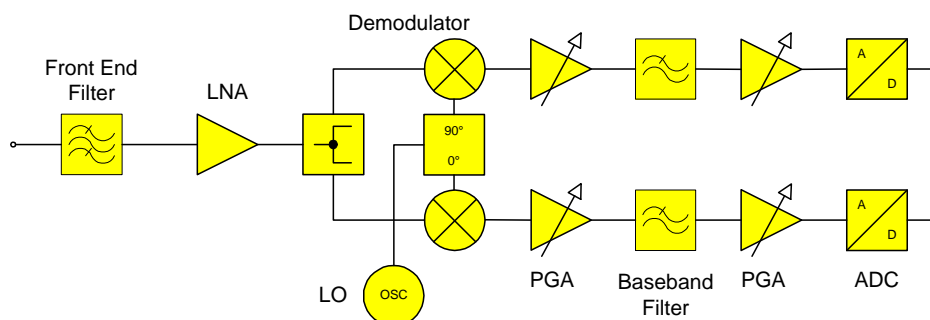 Demodulator
Front End
Filter
LNA
A
D
90°
0°
A
D
LO
OSC
PGA
Baseband
Filter
PGA
ADC